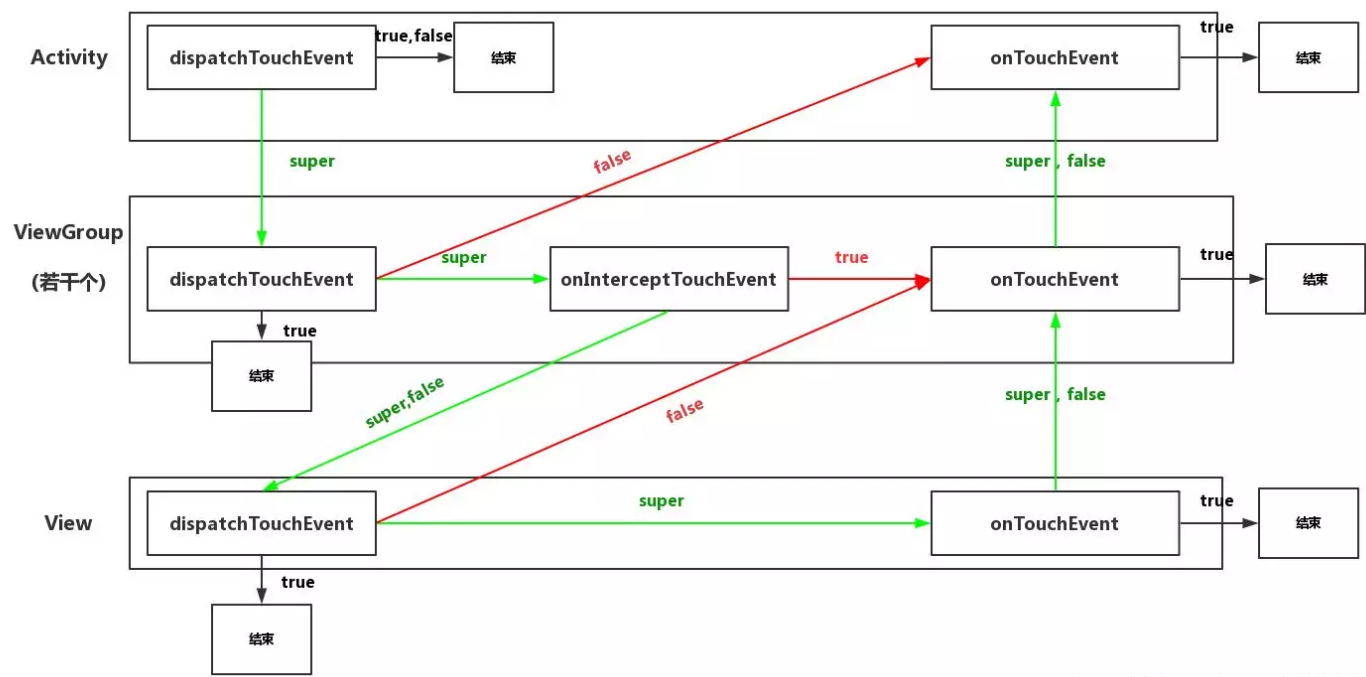 true,false
true
Activity
dispatchTouchEvent
结束
onTouchEvent
结束
super
false
super , false
ViewGroup
(若干个)
dispatchTouchEvent
super
onInterceptTouchEvent
true
onTouchEvent
true
结束
true
结束
super,false
false
super , false
View
dispatchTouchEvent
super
onTouchEvent
true
结束
true
结束